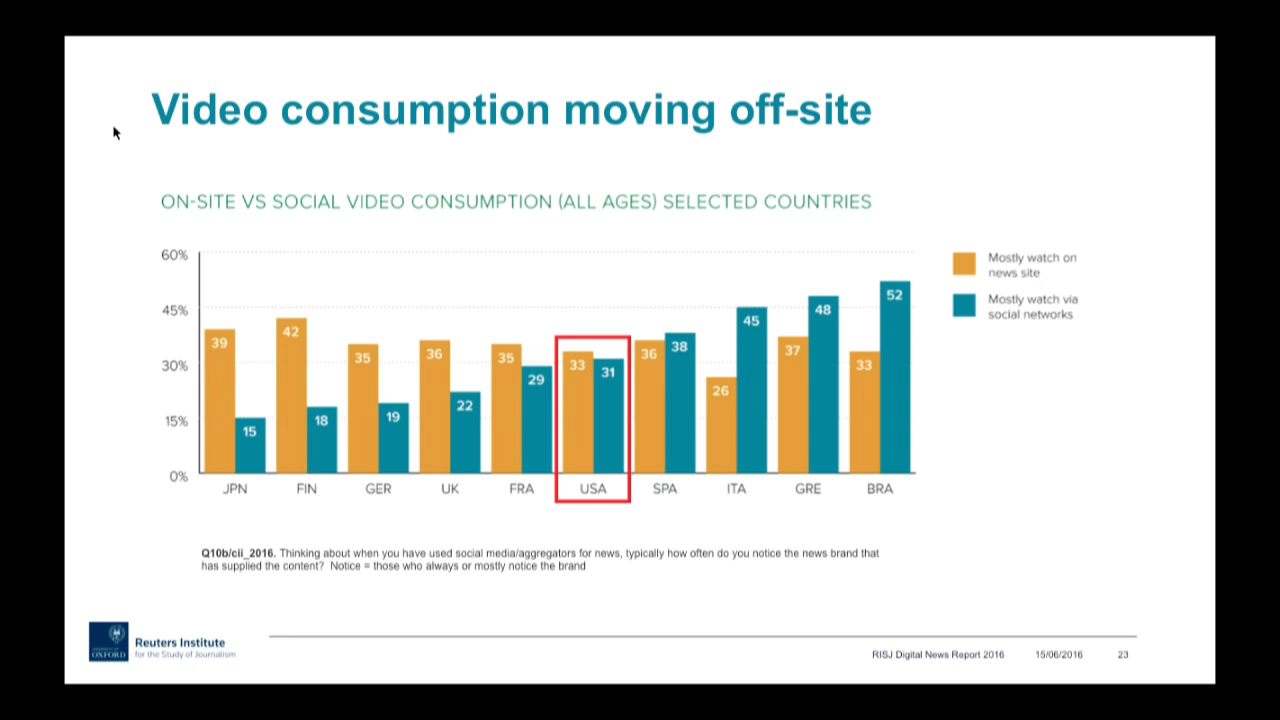 Video consumption moving off-site
ON-SITE VS SOCIAL VIDEO CONSUMPTION (ALL AGES) SELECTED COUNTRIES
60%
45%
30%
15%
0%
39
15
42
18
35
19
36
22
35
29
33
31
36
38
26
45
37
48
33
52
JPN
FIN
GER
UK
FRA
USA
SPA
ITA
GRE
BRA
Mostly watch on
news site
Mostly watch via
social networks
Q10b/cii_2016. Thinking about when you have used social media/aggregators for news, typically how often do you notice the news brand that
has supplied the content? Notice = those who always or mostly notice the brand
UNIVERSITY OF
OXFORD
Reuters Institute
for the Study of Journalism
RISJ Digital News Report 2016
15/06/2016
23